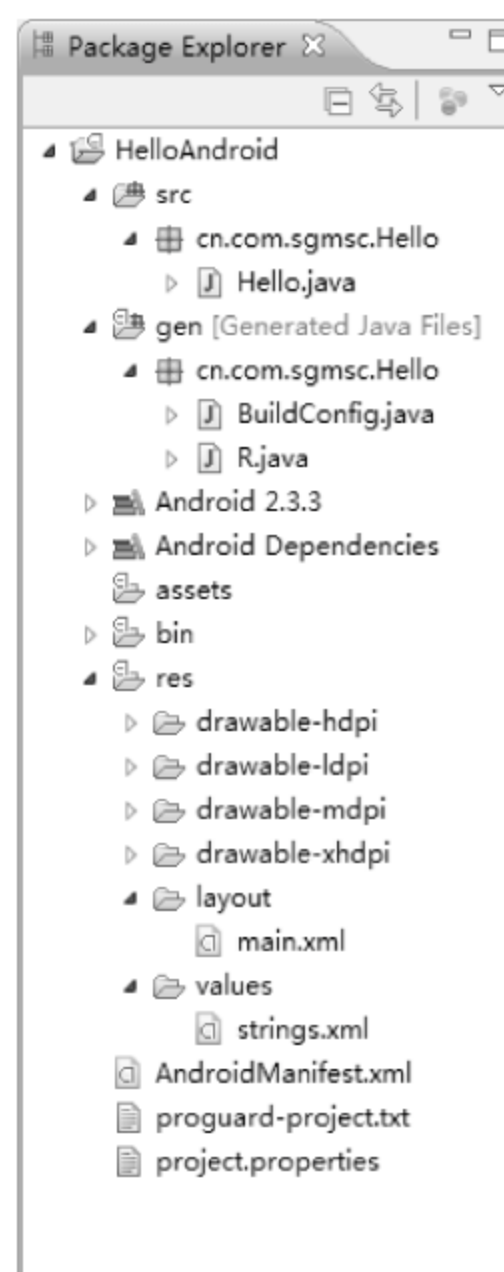 Package Explorer
HelloAndroid
src
cn.com.sgmsc.Hello
Hello.java
gen [Generated Java Files]
cn.com.sgmsc.Hello
BuildConfig.java
R.java
Android 2.3.3
Android Dependencies
assets
bin
res
drawable-hdpi
drawable-ldpi
drawable-mdpi
drawable-xhdpi
layout
main.xml
values
strings.xml
AndroidManifest.xml
proguard-project.txt
project.properties